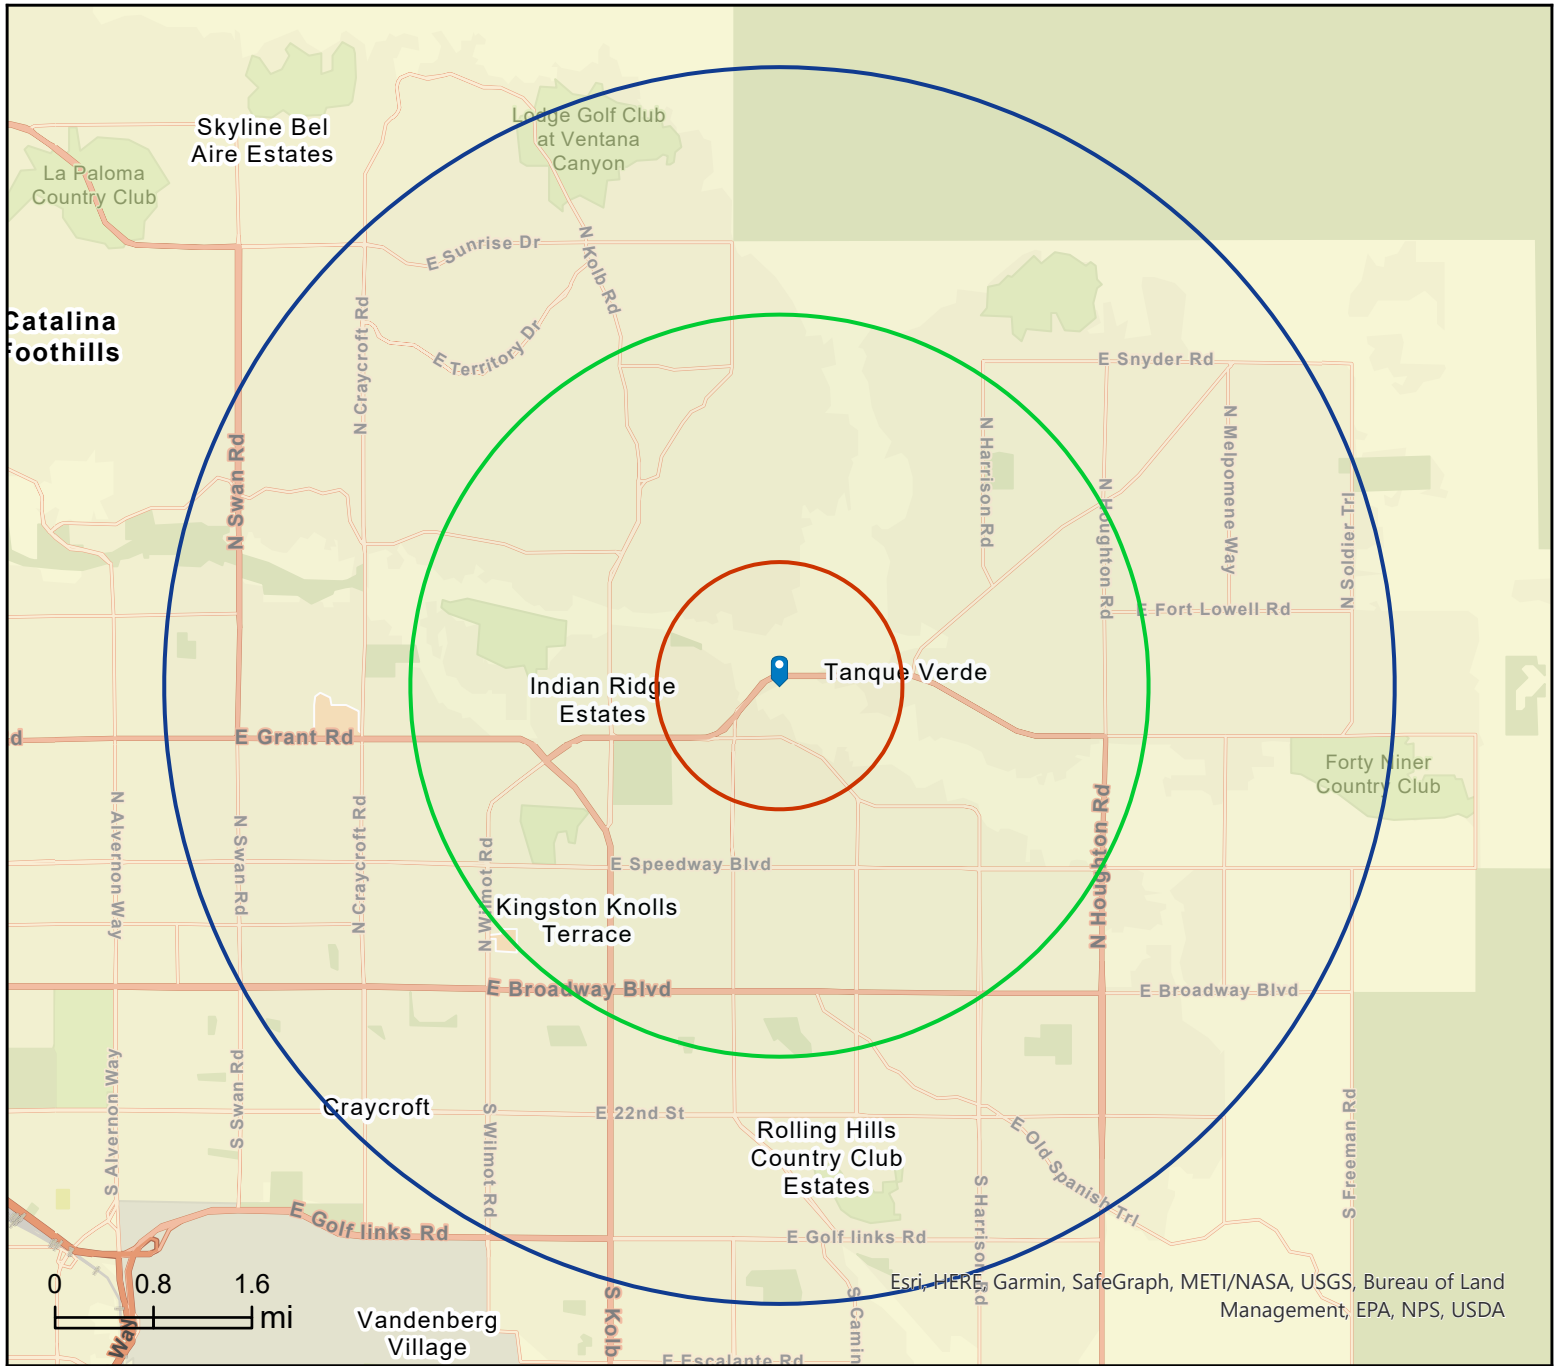 Lodge Golf Club
at Ventana
Canyon
Skyline Bel
Aire Estates
La Paloma
Country Club
E Sunrise Dr
N Kolb Rd
Catalina
Foothills
N Craycroft Rd
E Territory Dr
E Snyder Rd
N Swan Rd
N Harrison Rd
N Houghton Rd
N Melpomene Way
N Soldier Trl
E Fort Lowell Rd
Tanque Verde
Indian Ridge
Estates
d
E Grant Rd
Forty Niner
Country Club
N Alvernon Way
N Swan Rd
N Craycroft Rd
N Wilmot Rd
E Speedway Blvd
N Houghton Rd
Kingston Knolls
Terrace
E Broadway Blvd
E Broadway Blvd
S Alvernon Way
S Swan Rd
Craycroft
S Wilmot Rd
E 22nd St
Rolling Hills
Country Club
Estates
E Old Spanish Trl
S Freeman Rd
S Harrison Rd
E Golf links Rd
E Golf links Rd
0 0.8 1.6
mi
Way
Vandenberg
Village
S Kolb
S Camin
E Escalante Rd
Esri, HERE, Garmin, SafeGraph, METI/NASA, USGS, Bureau of Land
Management, EPA, NPS, USDA